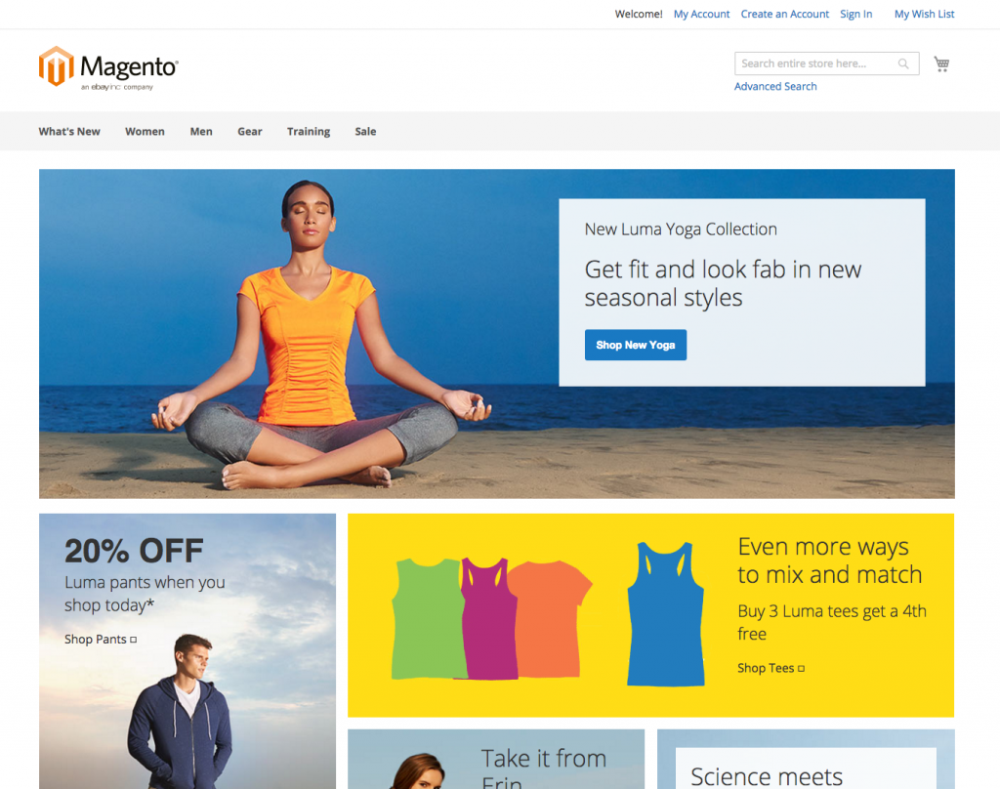 Welcome! My Account Create an Account Sign In My Wish List
Magento®
an ebay inc company
Search entire store here...
Advanced Search
What's New Women Men Gear Training Sale
New Luma Yoga Collection
Get fit and look fab in new
seasonal styles
Shop New Yoga
20% OFF
Luma pants when you
shop today*
Shop Pants
Even more ways
to mix and match
Buy 3 Luma tees get a 4th
free
Shop Tees
Take it from
Erin
Science meets